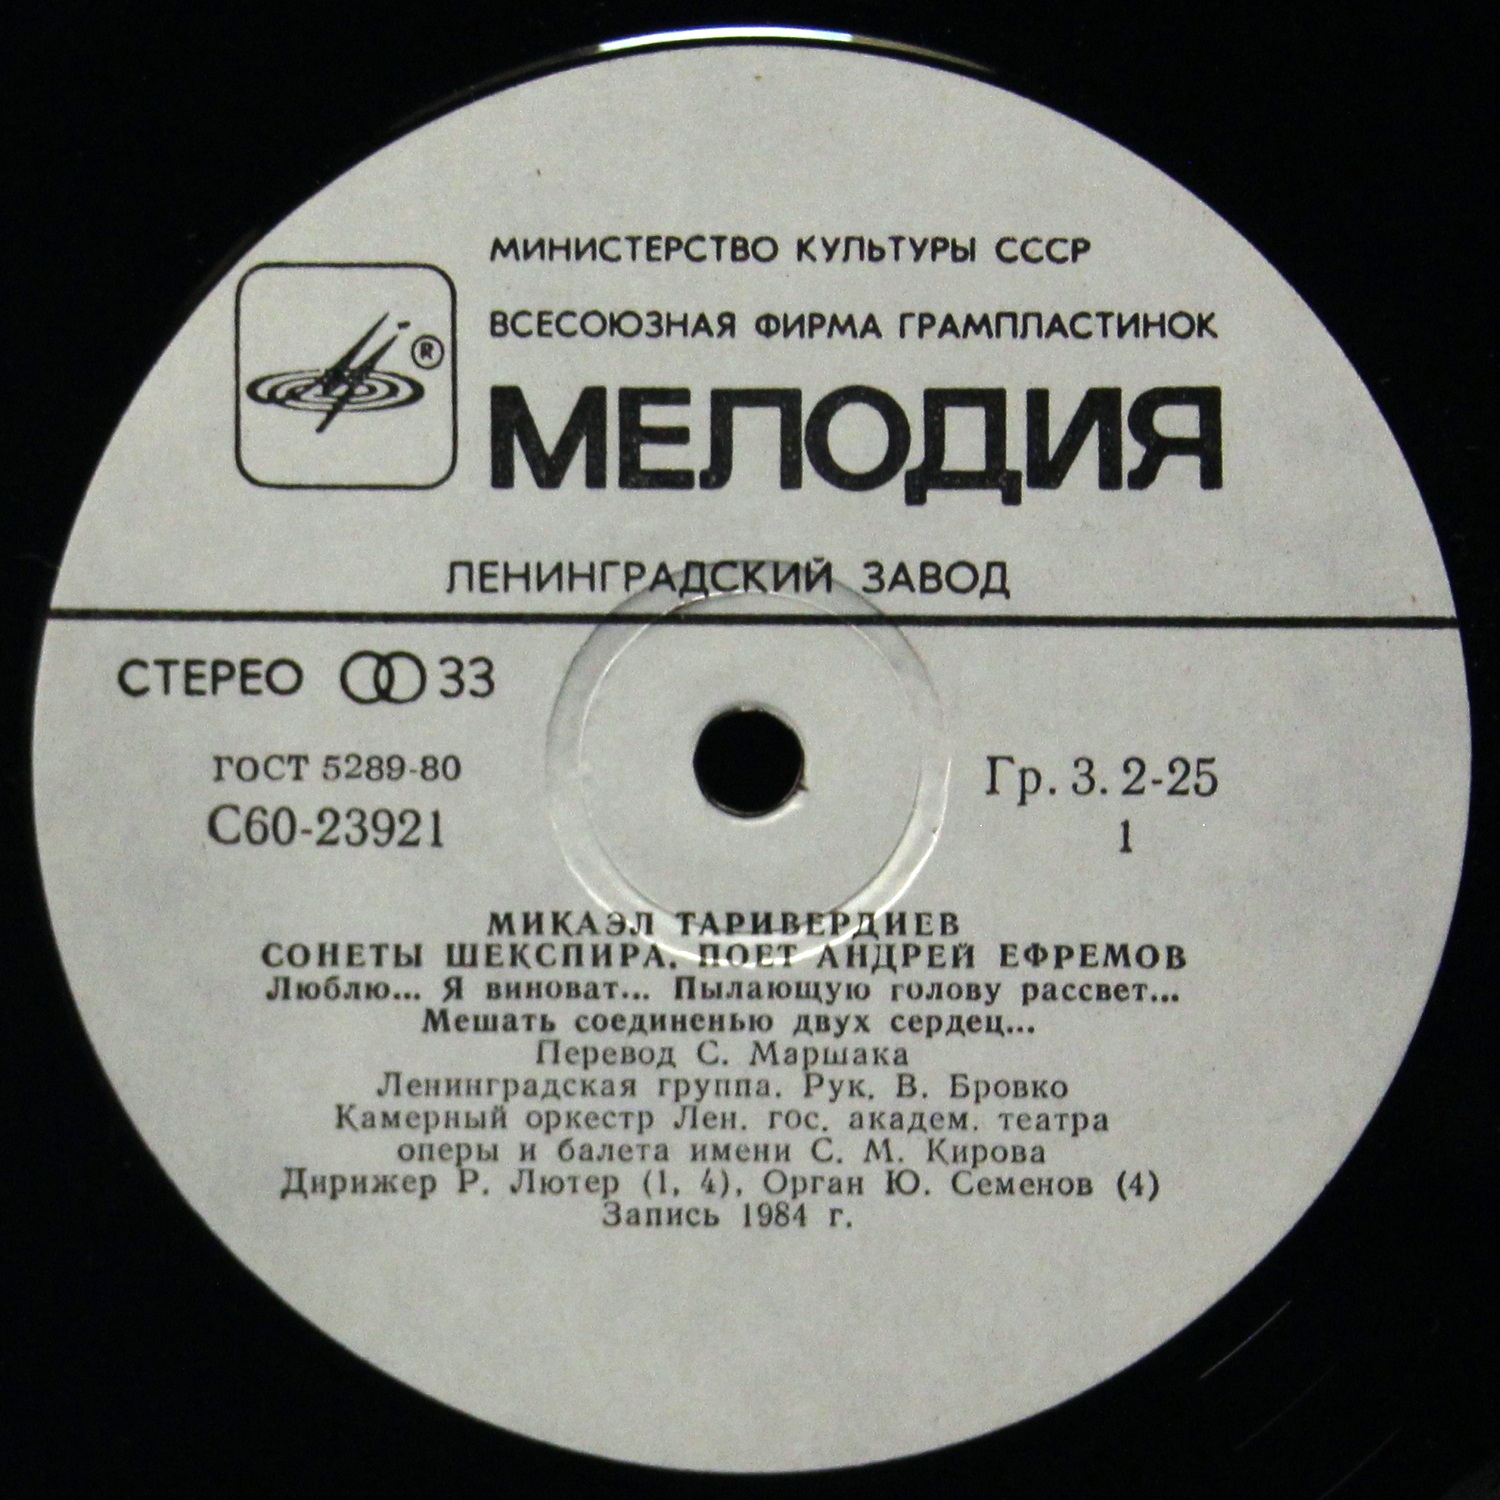 МИНИСТЕРСТВО КУЛЬТУРЫ СССР
ВСЕСОЮЗНАЯ ФИРМА ГРАМПЛАСТИНОК
®
МЕЛОДИЯ
ЛЕНИНГРАДСКИЙ ЗАВОД
СТЕРЕО 33
ГОСТ 5289-80
С60-23921
Гр. 3. 2-25
1
МИКАЭЛ ТАРИВЕРДИЕВ
СОНЕТЫ ШЕКСПИРА. ПОЕТ АНДРЕЙ ЕФРЕМОВ
Люблю... Я виноват... Пылающую голову рассвет...
Мешать соединенью двух сердец...
Перевод С. Маршака
Ленинградская группа. Рук. В. Бровко
Камерный оркестр Лен. гос. академ. театра
оперы и балета имени С. М. Кирова
Дирижер Р. Лютер (1, 4), Орган Ю. Семенов (4)
Запись 1984 г.